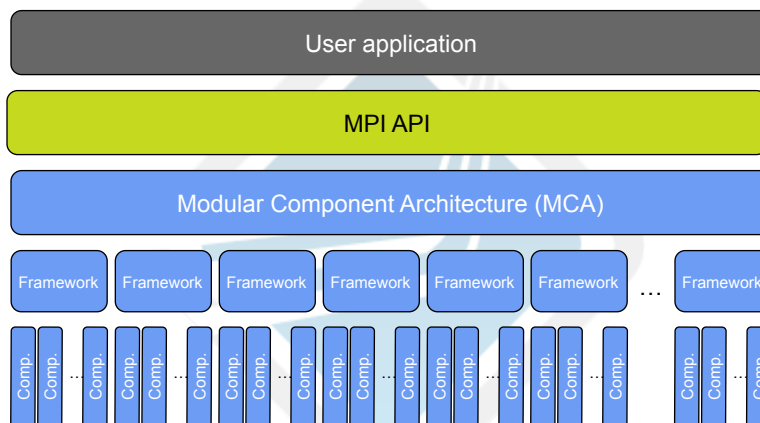 User application
MPI API
Modular Component Architecture (MCA)
Framework Framework Framework Framework Framework Framework ... Framework
Comp. Comp. ... Comp. Comp. Comp. ... Comp. Comp. Comp. ... Comp. Comp. Comp. ... Comp. Comp. Comp. ... Comp. Comp. Comp. ... Comp. Comp. Comp. ... Comp.